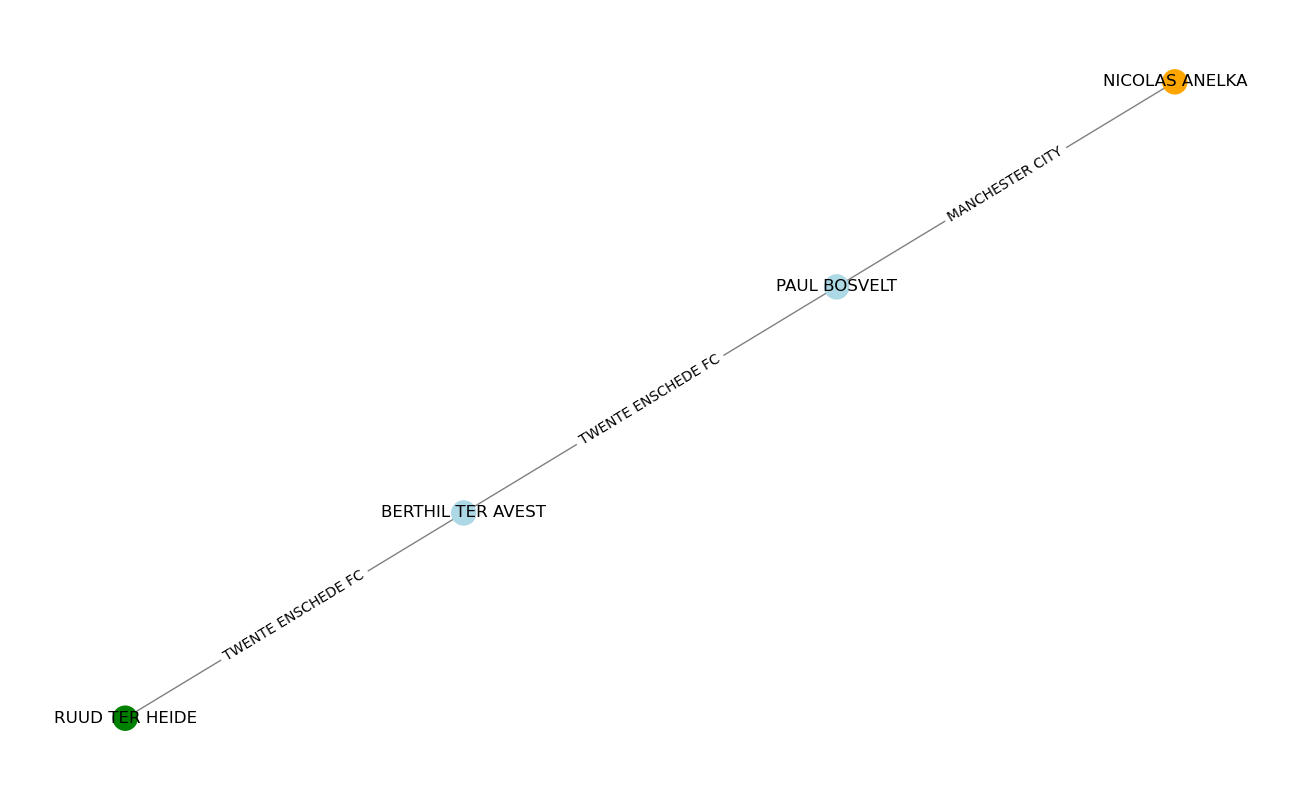 NICOLAS ANELKA
MANCHESTER CITY
PAUL BOSVELT
TWENTE ENSCHEDE FC
BERTHIL TER AVEST
TWENTE ENSCHEDE FC
RUUD TER HEIDE